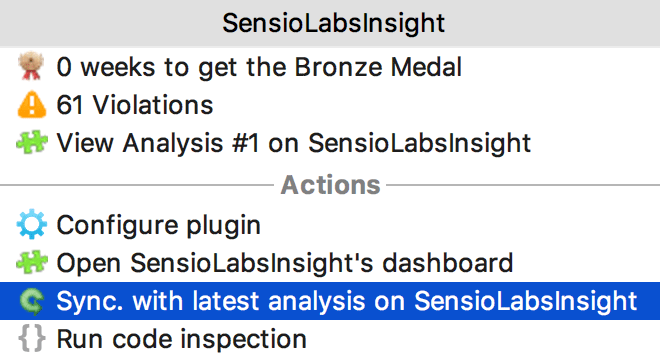 SensioLabsInsight
0 weeks to get the Bronze Medal
61 Violations
View Analysis #1 on SensioLabsInsight
Actions
Configure plugin
Open SensioLabsInsight's dashboard
Sync. with latest analysis on SensioLabsInsight
Run code inspection